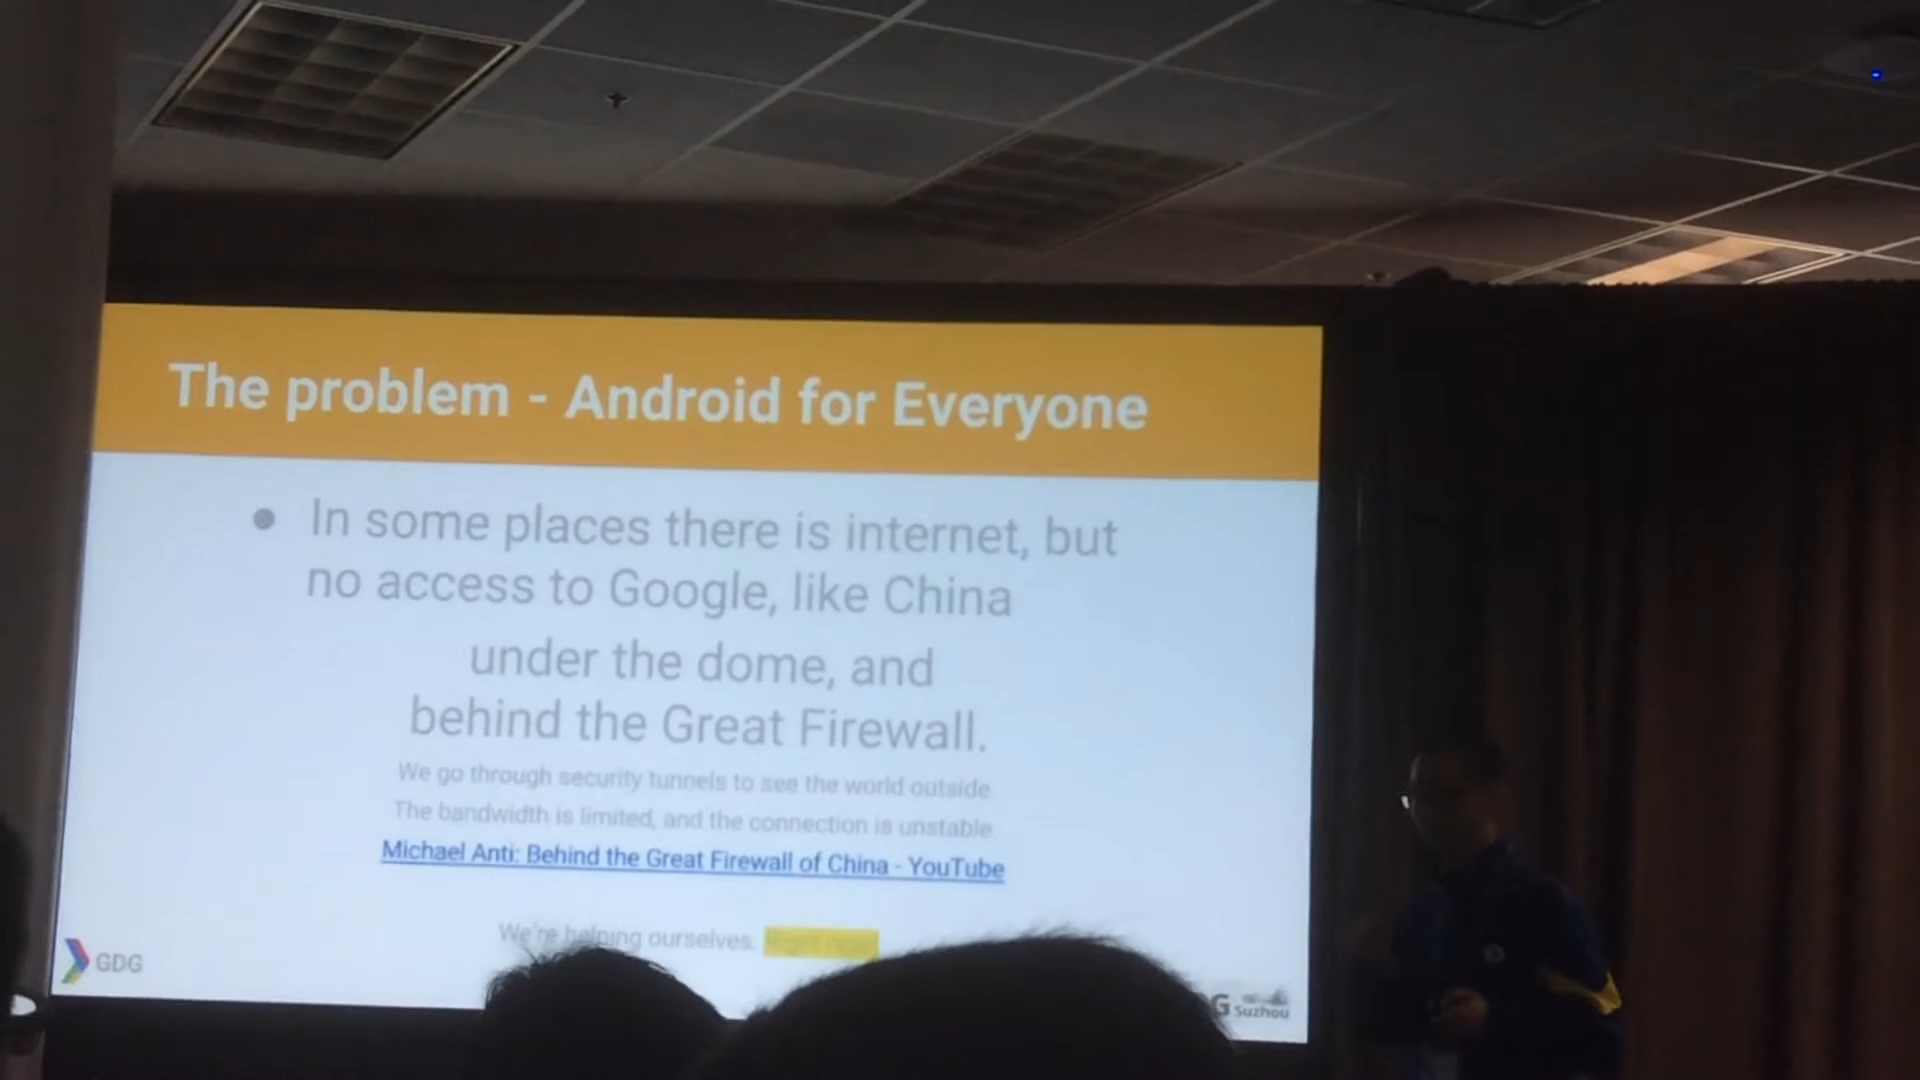 The problem - Android for Everyone
● In some places there is internet, but
no access to Google, like China
under the dome, and
behind the Great Firewall.
We go through security tunnels to see the world outside.
The bandwidth is limited, and the connection is unstable.
Michael Anti: Behind the Great Firewall of China - YouTube
We're helping ourselves. Right now.
GDG
G Suzhou